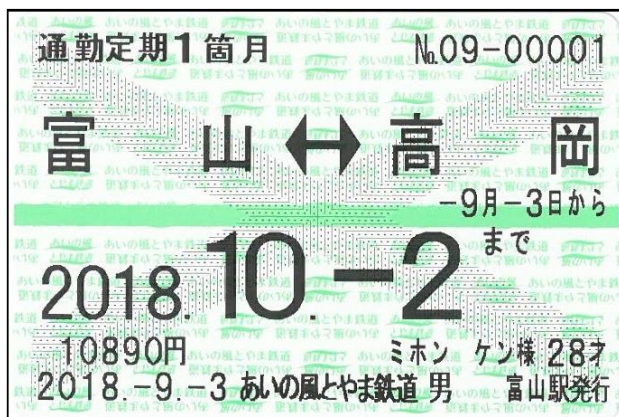 通勤定期1箇月 №09-00001
富山↔高岡
-9月-3日から
2018.10.-2まで
10890円 ミホン ケン様 28才
2018.-9.-3 あいの風とやま鉄道 男 富山駅発行